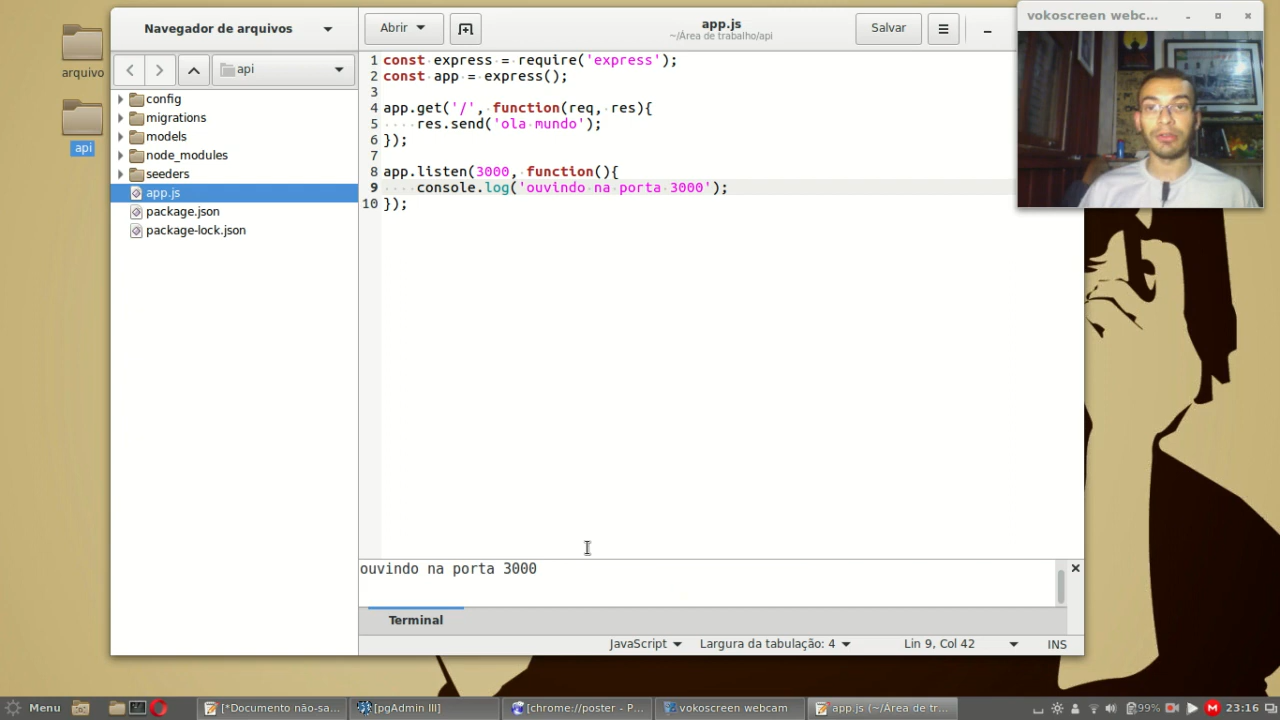 arquivo
api
Navegador de arquivos
api
config
migrations
models
node_modules
seeders
app.js
package.json
package-lock.json
Abrir
app.js
~/Área de trabalho/api
Salvar
1 const express = require('express');
2 const app = express();
3
4 app.get('/', function(req, res){
5 res.send('ola mundo');
6 });
7
8 app.listen(3000, function(){
9 console.log('ouvindo na porta 3000');
10 });
ouvindo na porta 3000
Terminal
JavaScript
Largura da tabulação: 4
Lin 9, Col 42
INS
vokoscreen webc...
Menu
[*Documento não-sa...
[pgAdmin III]
[chrome://poster - P...
vokoscreen webcam
app.js (~/Área de tr...
99%
M
23:16